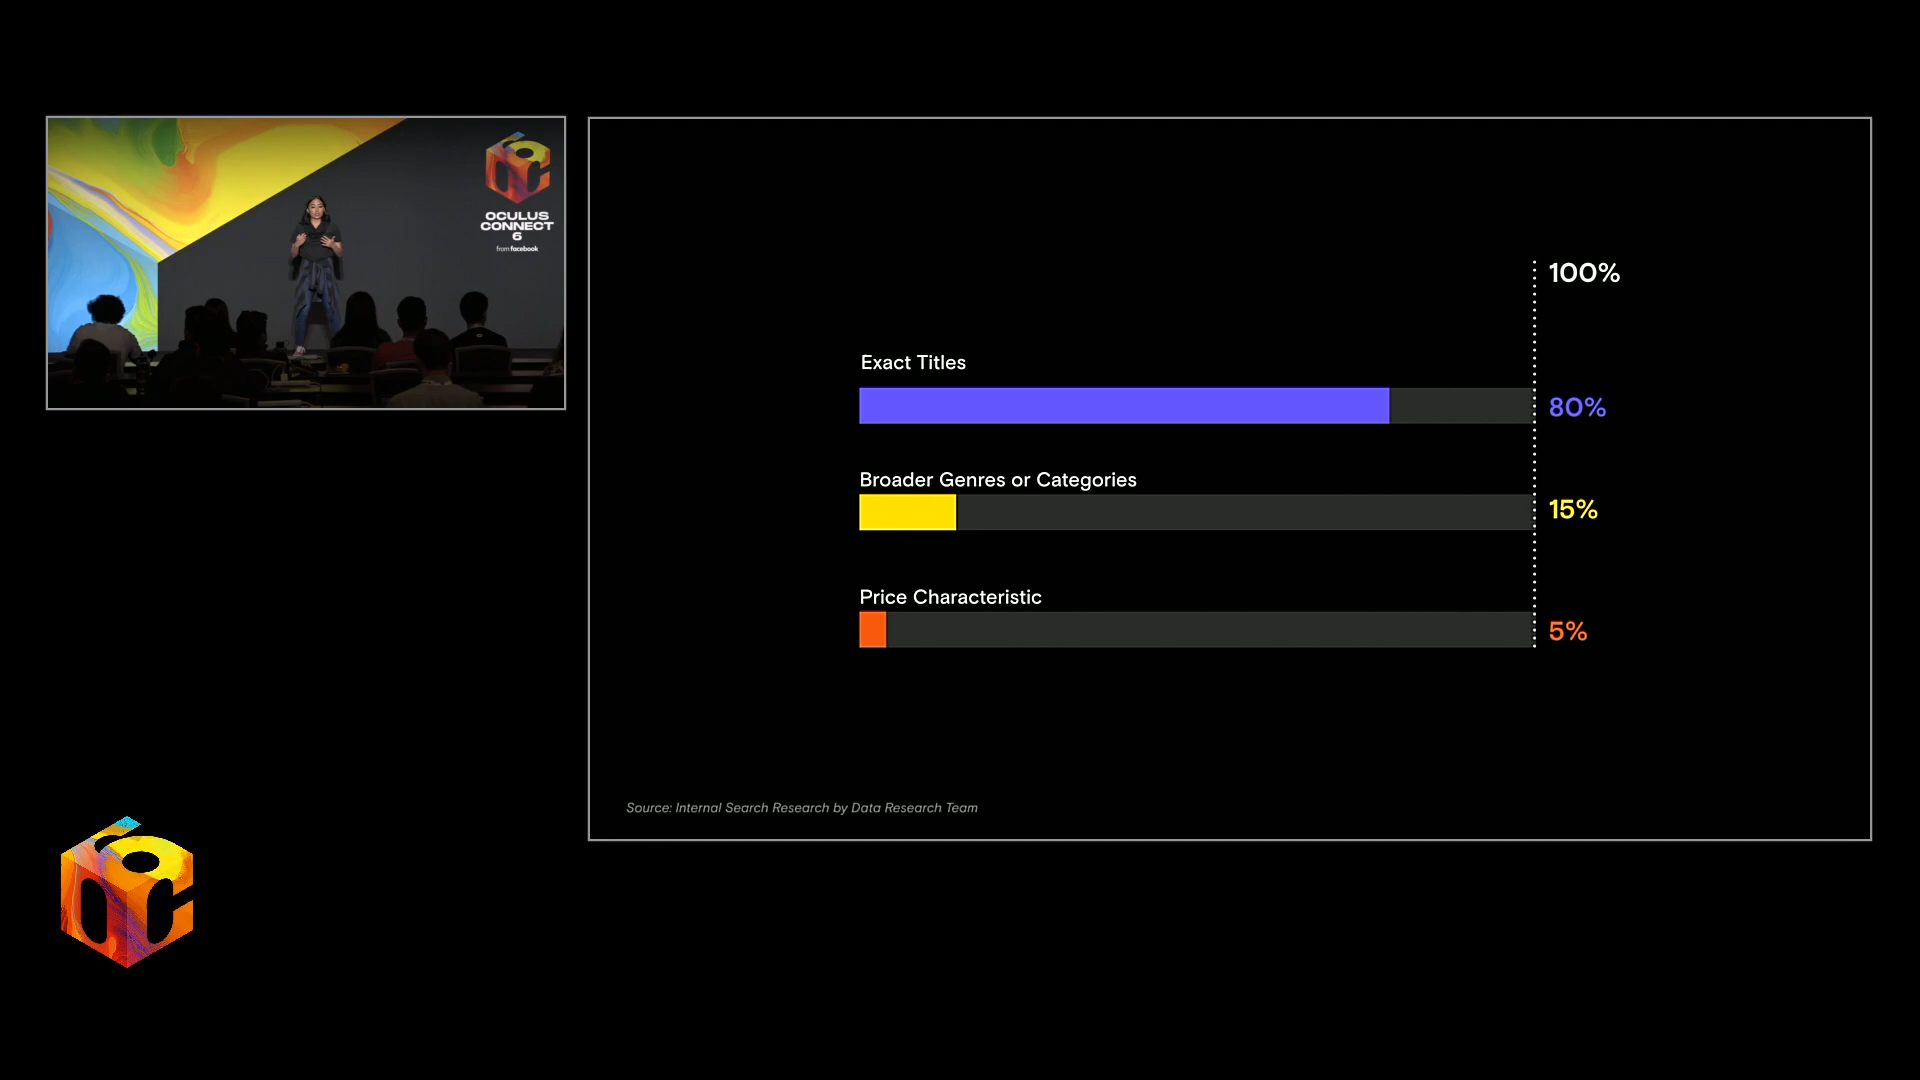 OCULUS
CONNECT
6
from facebook
100%
Exact Titles
80%
Broader Genres or Categories
15%
Price Characteristic
5%
Source: Internal Search Research by Data Research Team